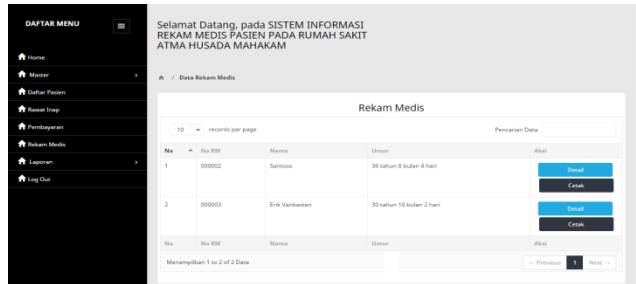 DAFTAR MENU
Home
Master
Daftar Pasien
Rawat Inap
Pembayaran
Rekam Medis
Laporan
Log Out
Selamat Datang, pada SISTEM INFORMASI
REKAM MEDIS PASIEN PADA RUMAH SAKIT
ATMA HUSADA MAHAKAM
/ Data Rekam Medis
Rekam Medis
10 records per page
Pencarian Data
No No RM Nama Umur Aksi
1 000002 Santoso 36 tahun 8 bulan 4 hari Detail
Cetak
2 000003 Erik Vanbasten 30 tahun 10 bulan 2 hari Detail
Cetak
No No RM Nama Umur Aksi
Menampilkan 1 to 2 of 2 Data
← Previous 1 Next →